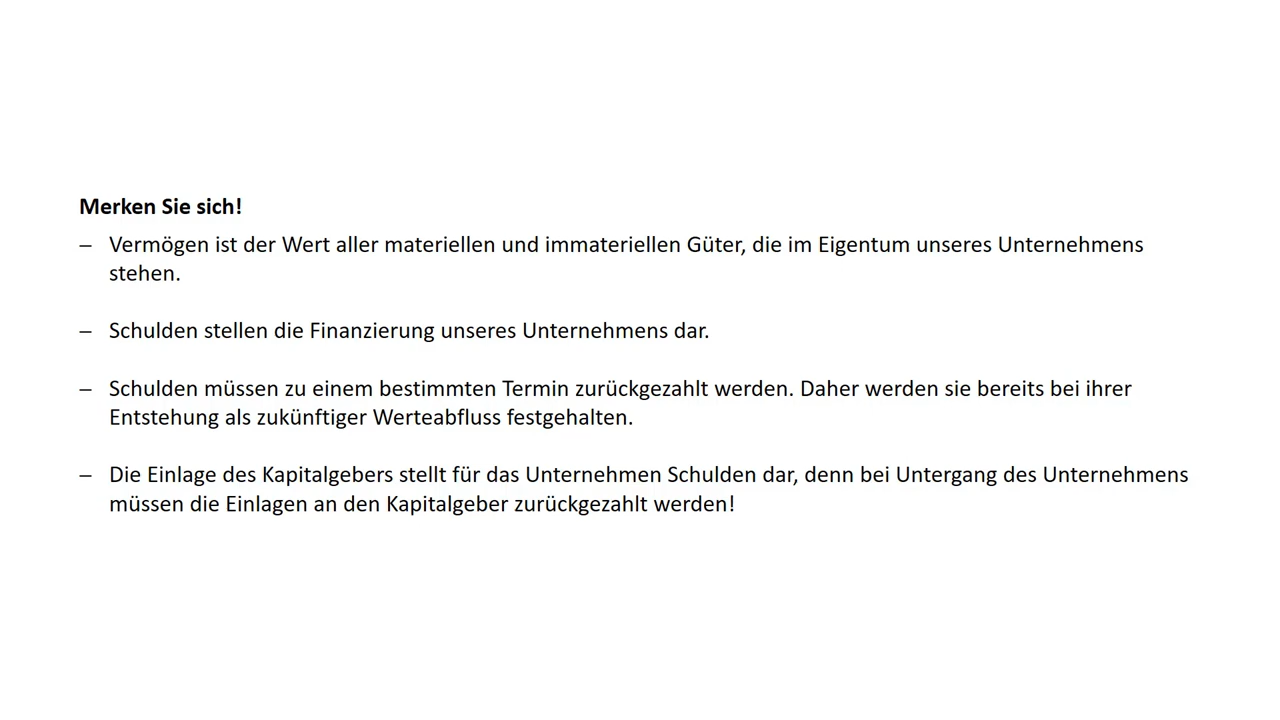 Merken Sie sich!
– Vermögen ist der Wert aller materiellen und immateriellen Güter, die im Eigentum unseres Unternehmens
stehen.
– Schulden stellen die Finanzierung unseres Unternehmens dar.
– Schulden müssen zu einem bestimmten Termin zurückgezahlt werden. Daher werden sie bereits bei ihrer
Entstehung als zukünftiger Werteabfluss festgehalten.
– Die Einlage des Kapitalgebers stellt für das Unternehmen Schulden dar, denn bei Untergang des Unternehmens
müssen die Einlagen an den Kapitalgeber zurückgezahlt werden!